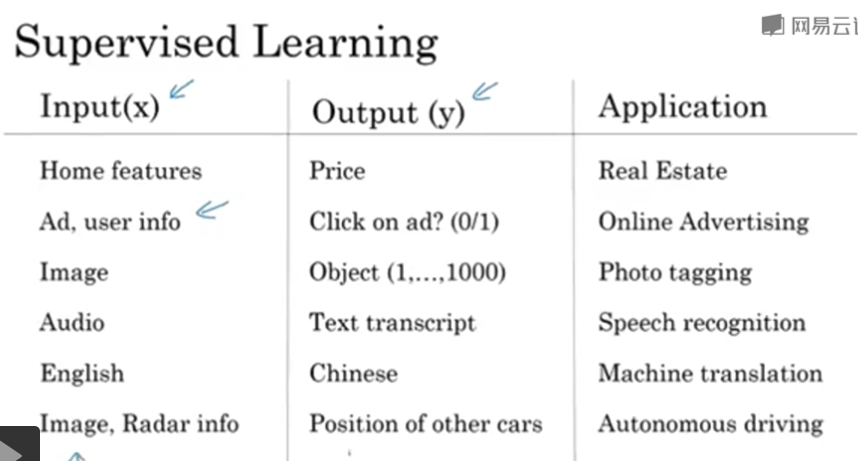 网易云
Supervised Learning
Input(x) Output (y) Application
Home features Price Real Estate
Ad, user info Click on ad? (0/1) Online Advertising
Image Object (1,...,1000) Photo tagging
Audio Text transcript Speech recognition
English Chinese Machine translation
Image, Radar info Position of other cars Autonomous driving